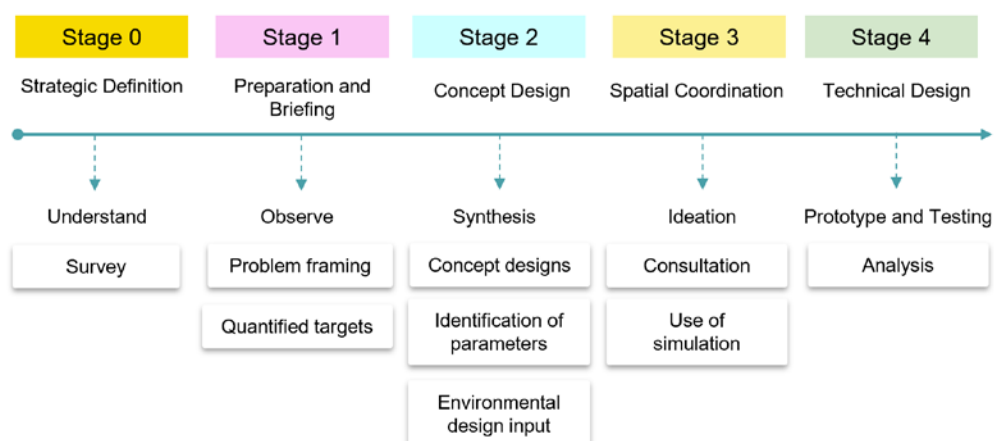 Stage 0
Stage 1
Stage 2
Stage 3
Stage 4
Strategic Definition
Preparation and
Briefing
Concept Design
Spatial Coordination
Technical Design
Understand
Observe
Synthesis
Ideation
Prototype and Testing
Survey
Problem framing
Concept designs
Consultation
Analysis
Quantified targets
Identification of
parameters
Use of
simulation
Environmental
design input